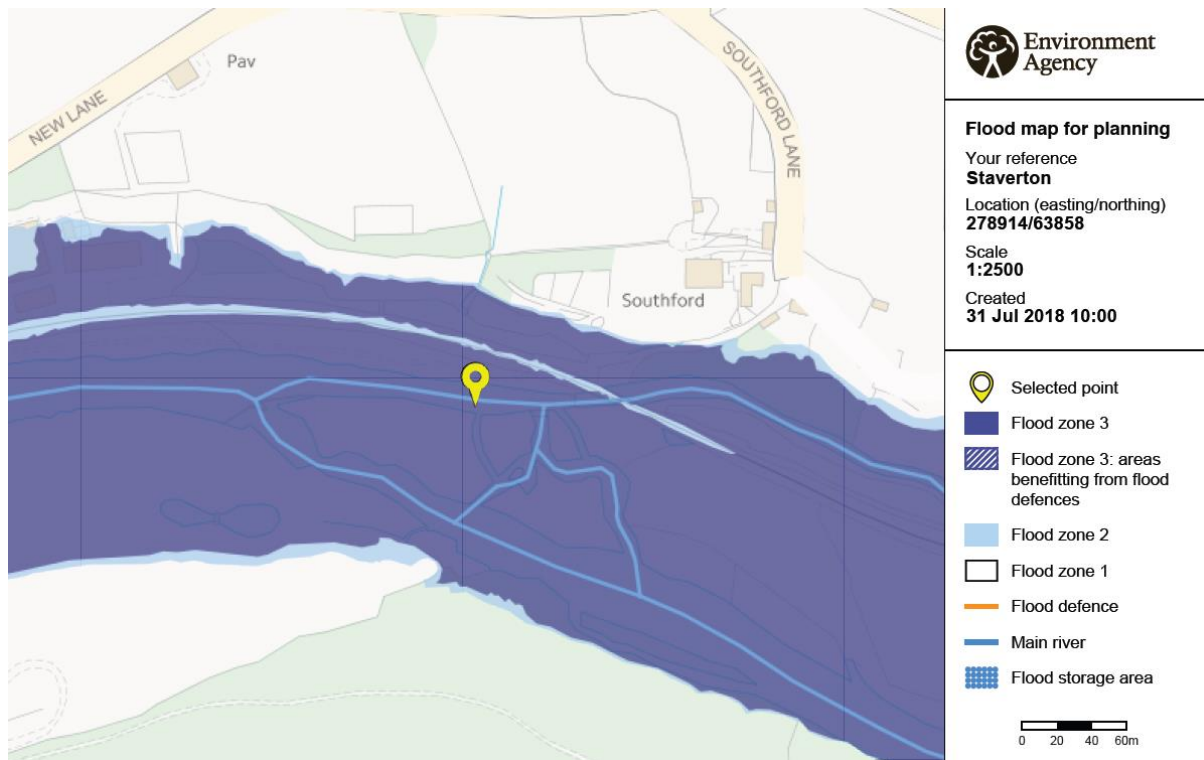 Pav
NEW LANE
SOUTHFORD LANE
Southford
Environment
Agency
Flood map for planning
Your reference
Staverton
Location (easting/northing)
278914/63858
Scale
1:2500
Created
31 Jul 2018 10:00
Selected point
Flood zone 3
Flood zone 3: areas
benefitting from flood
defences
Flood zone 2
Flood zone 1
Flood defence
Main river
Flood storage area
0 20 40 60m